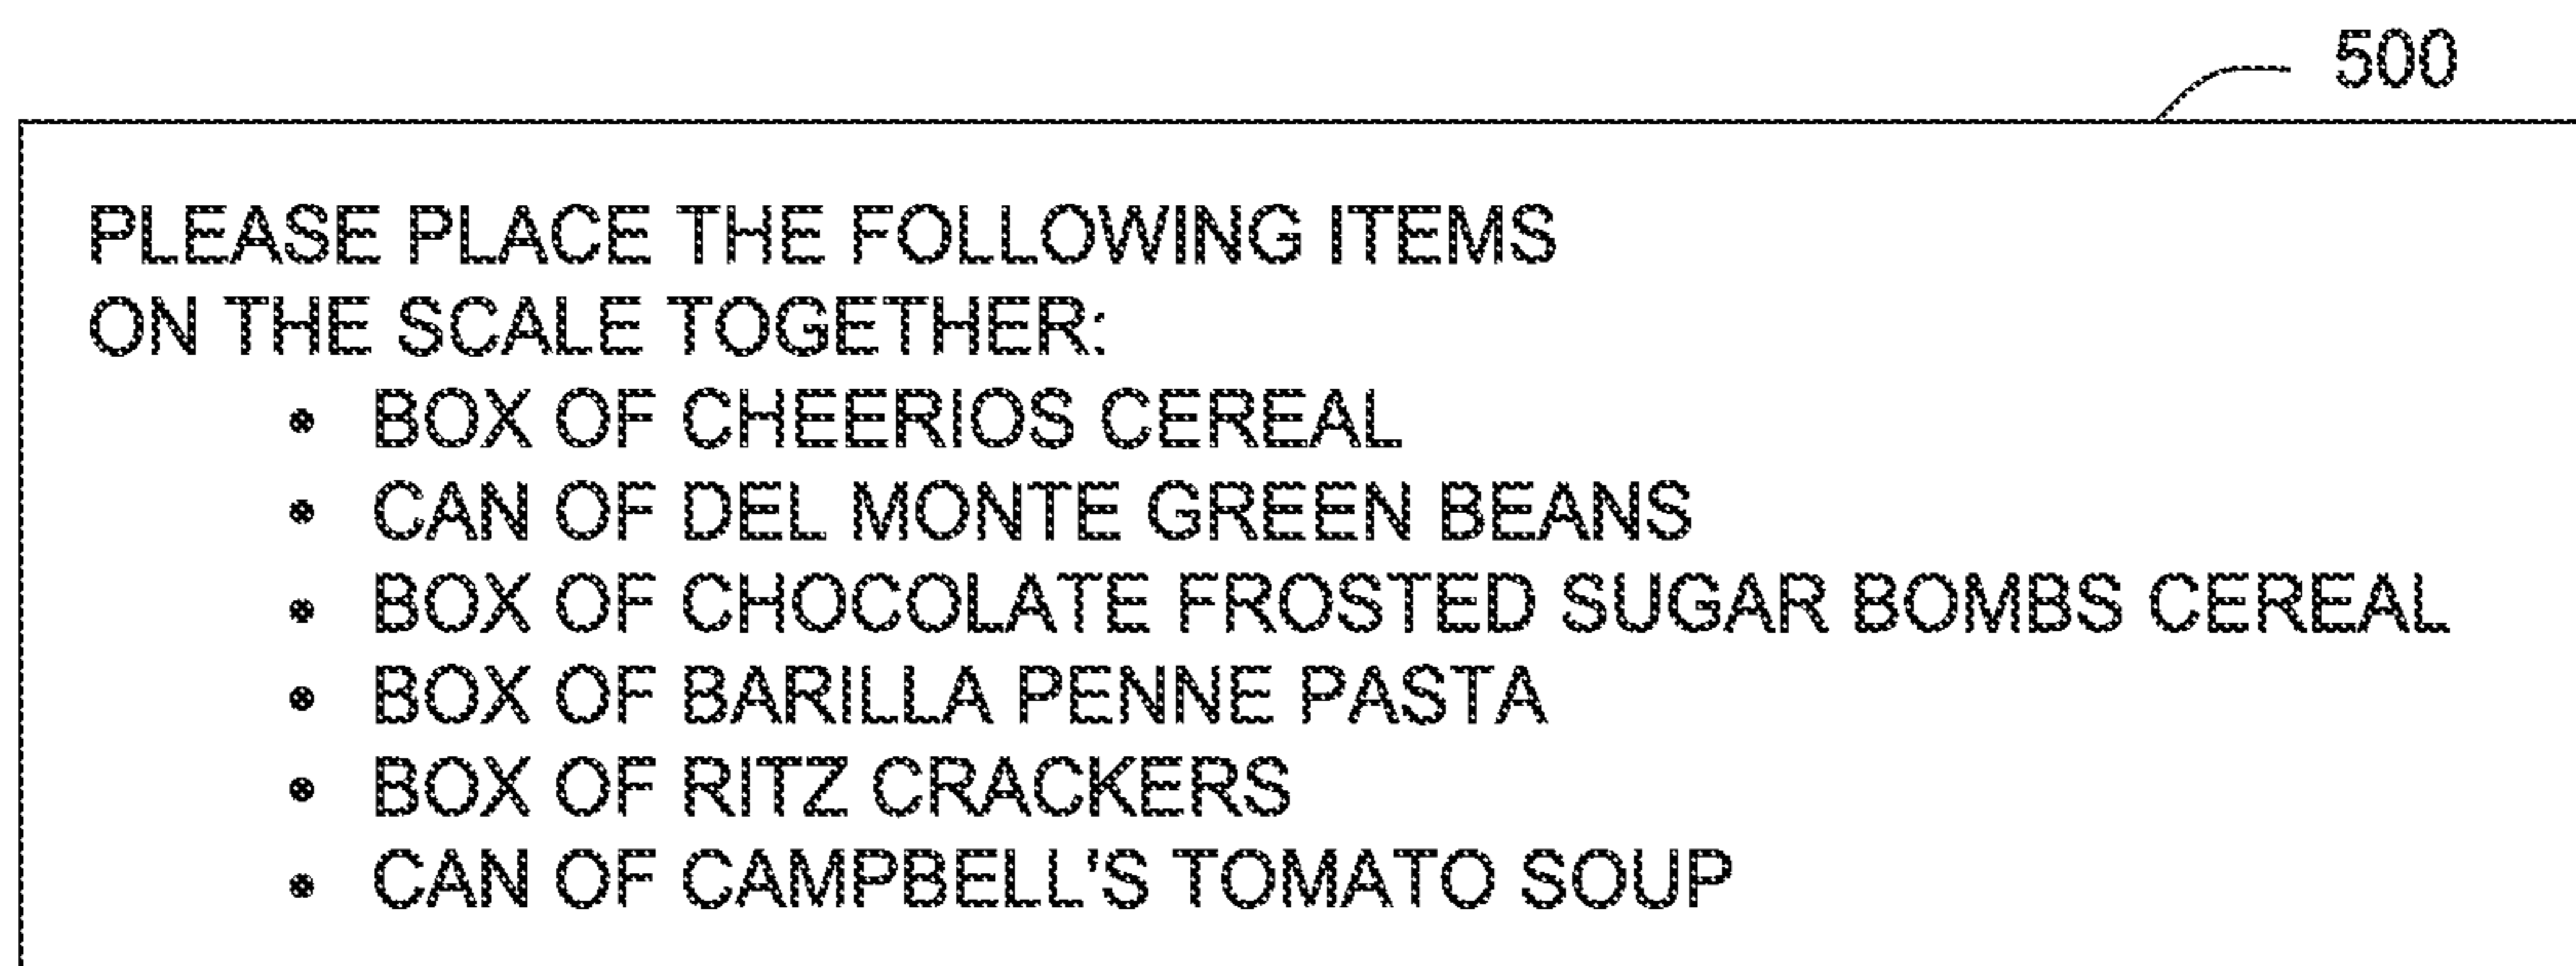 500
PLEASE PLACE THE FOLLOWING ITEMS
ON THE SCALE TOGETHER:
• BOX OF CHEERIOS CEREAL
• CAN OF DEL MONTE GREEN BEANS
• BOX OF CHOCOLATE FROSTED SUGAR BOMBS CEREAL
• BOX OF BARILLA PENNE PASTA
• BOX OF RITZ CRACKERS
• CAN OF CAMPBELL'S TOMATO SOUP